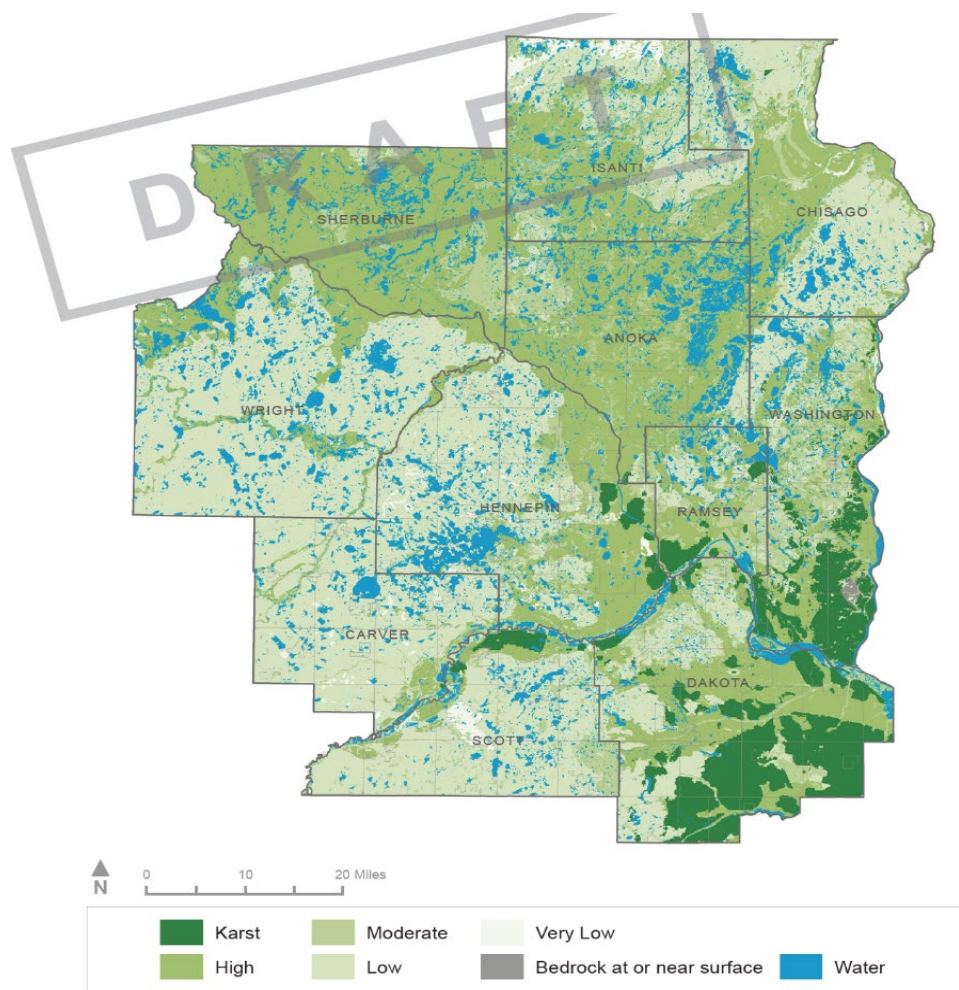 DRAFT
ISANTI
SHERBURNE
CHISAGO
ANOKA
WRIGHT
WASHINGTON
HENNEPIN
RAMSEY
CARVER
DAKOTA
SCOTT
N
0 10 20 Miles
Karst Moderate Very Low
High Low Bedrock at or near surface Water